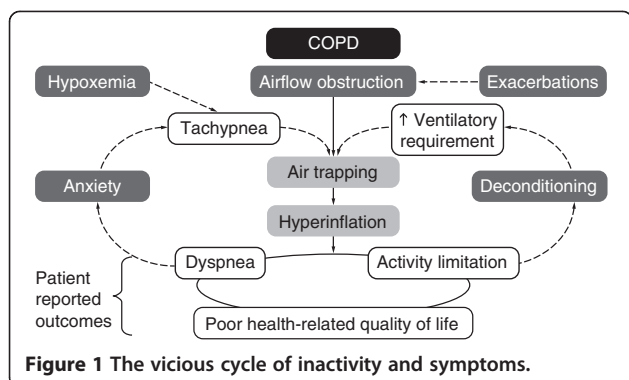 COPD
Hypoxemia
Airflow obstruction
Exacerbations
Tachypnea
↑ Ventilatory
requirement
Air trapping
Anxiety
Deconditioning
Hyperinflation
Patient
reported
outcomes
Dyspnea
Activity limitation
Poor health-related quality of life
Figure 1 The vicious cycle of inactivity and symptoms.